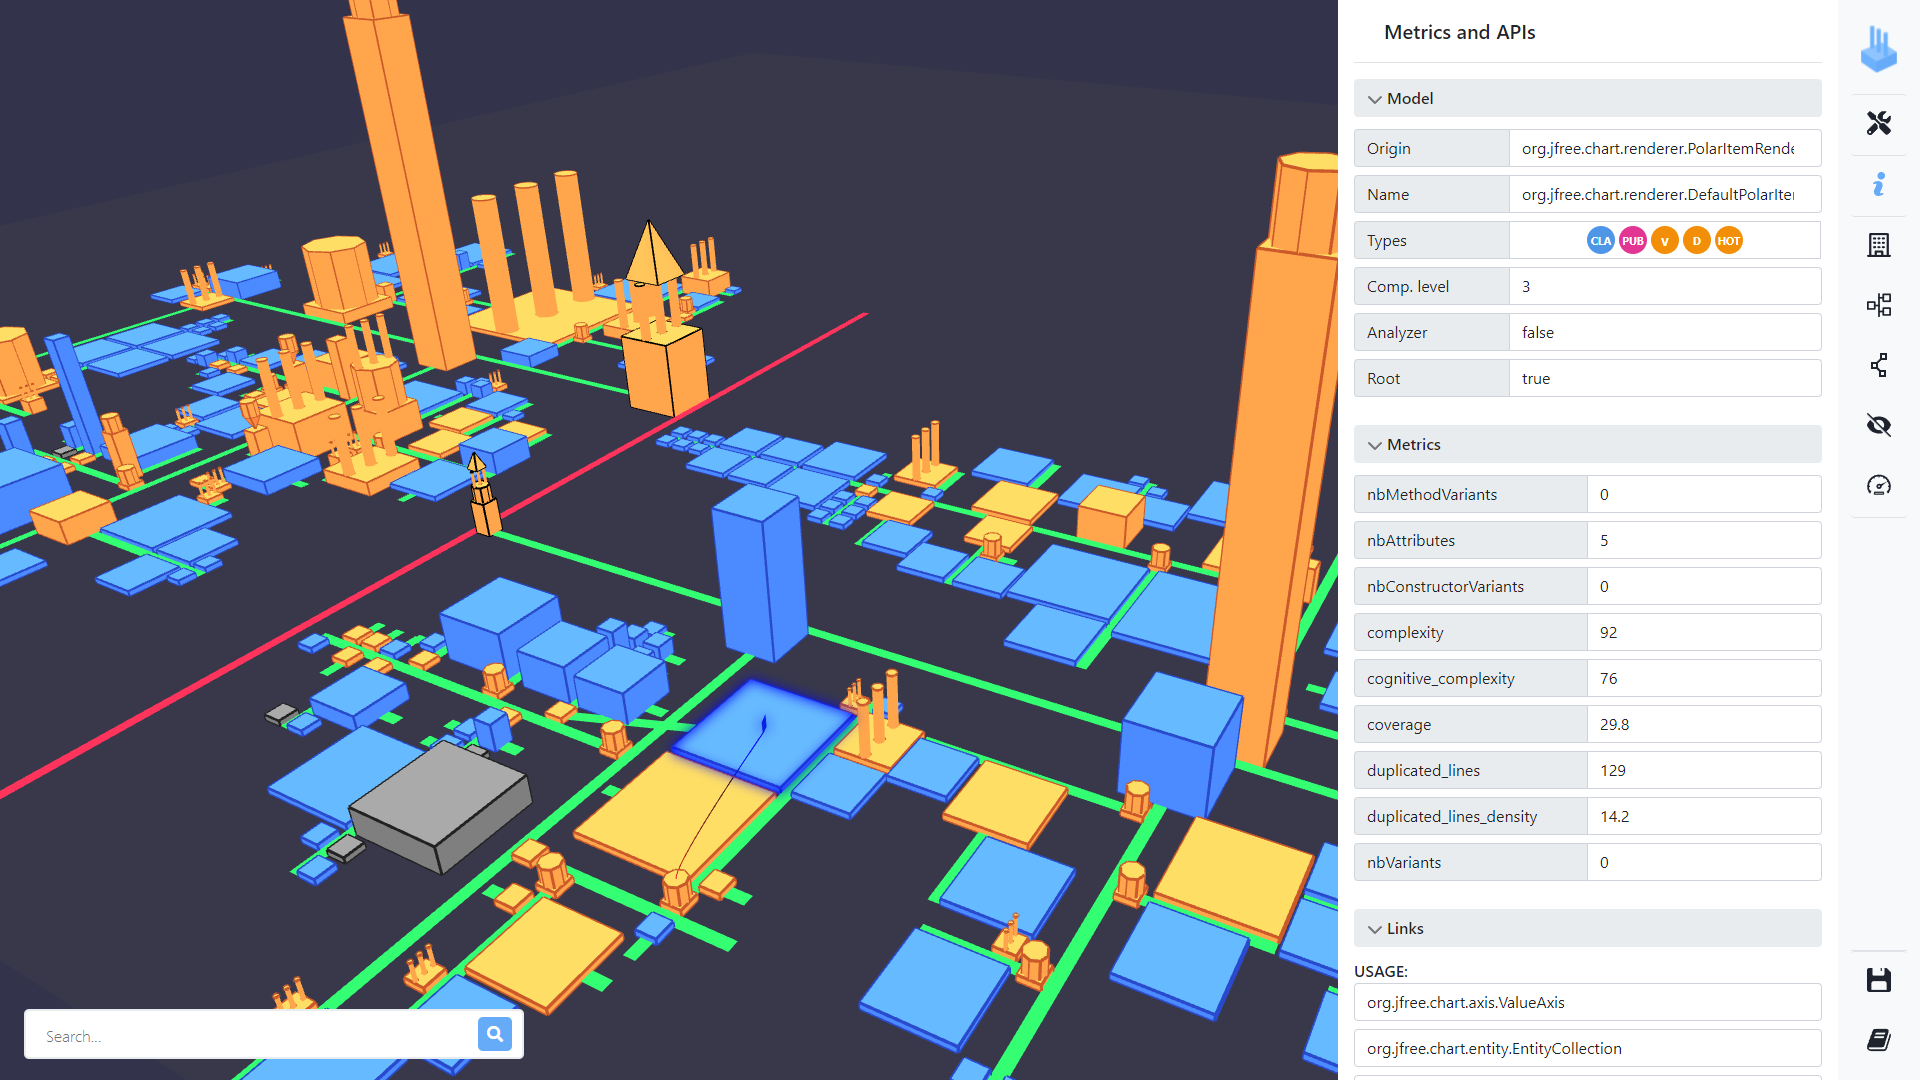 Metrics and APIs
Model
Origin org.jfree.chart.renderer.PolarItemRende
Name org.jfree.chart.renderer.DefaultPolarIter
Types CLA PUB V D HOT
Comp. level 3
Analyzer false
Root true
Metrics
nbMethodVariants 0
nbAttributes 5
nbConstructorVariants 0
complexity 92
cognitive_complexity 76
coverage 29.8
duplicated_lines 129
duplicated_lines_density 14.2
nbVariants 0
Links
USAGE:
org.jfree.chart.axis.ValueAxis
org.jfree.chart.entity.EntityCollection
Search...